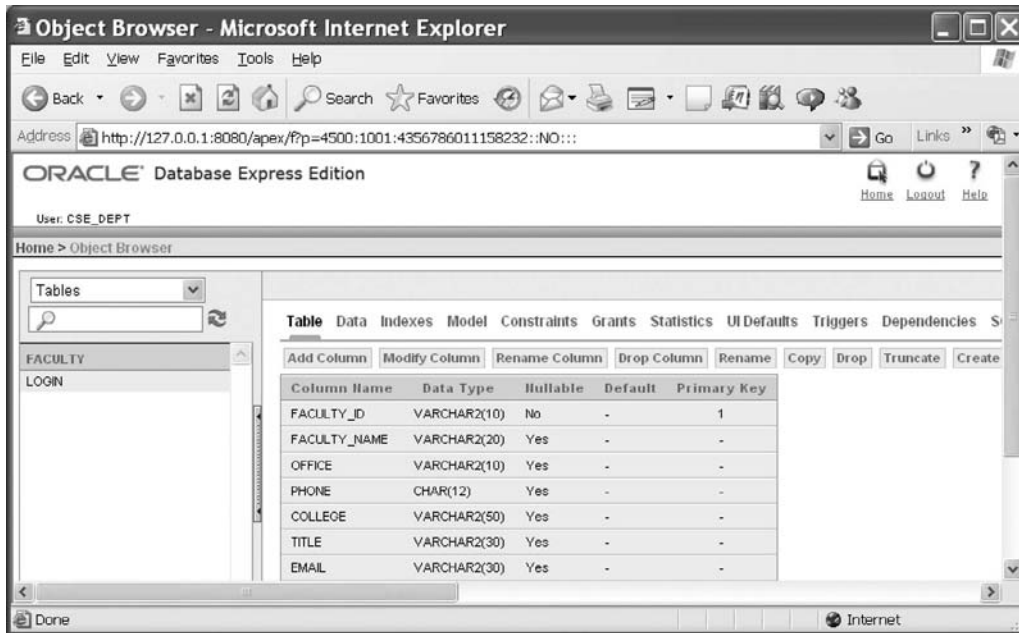 Object Browser - Microsoft Internet Explorer
File Edit View Favorites Tools Help
Back Search Favorites
Address http://127.0.0.1:8080/apex/f?p=4500:1001:4356786011158232::NO::: Go Links »
ORACLE Database Express Edition
Home Logout Help
User: CSE_DEPT
Home > Object Browser
Tables
Table Data Indexes Model Constraints Grants Statistics UI Defaults Triggers Dependencies
FACULTY
LOGIN
Add Column Modify Column Rename Column Drop Column Rename Copy Drop Truncate Create
Column Name Data Type Nullable Default Primary Key
FACULTY_ID VARCHAR2(10) No - 1
FACULTY_NAME VARCHAR2(20) Yes - -
OFFICE VARCHAR2(10) Yes - -
PHONE CHAR(12) Yes - -
COLLEGE VARCHAR2(50) Yes - -
TITLE VARCHAR2(30) Yes - -
EMAIL VARCHAR2(30) Yes - -
Done Internet